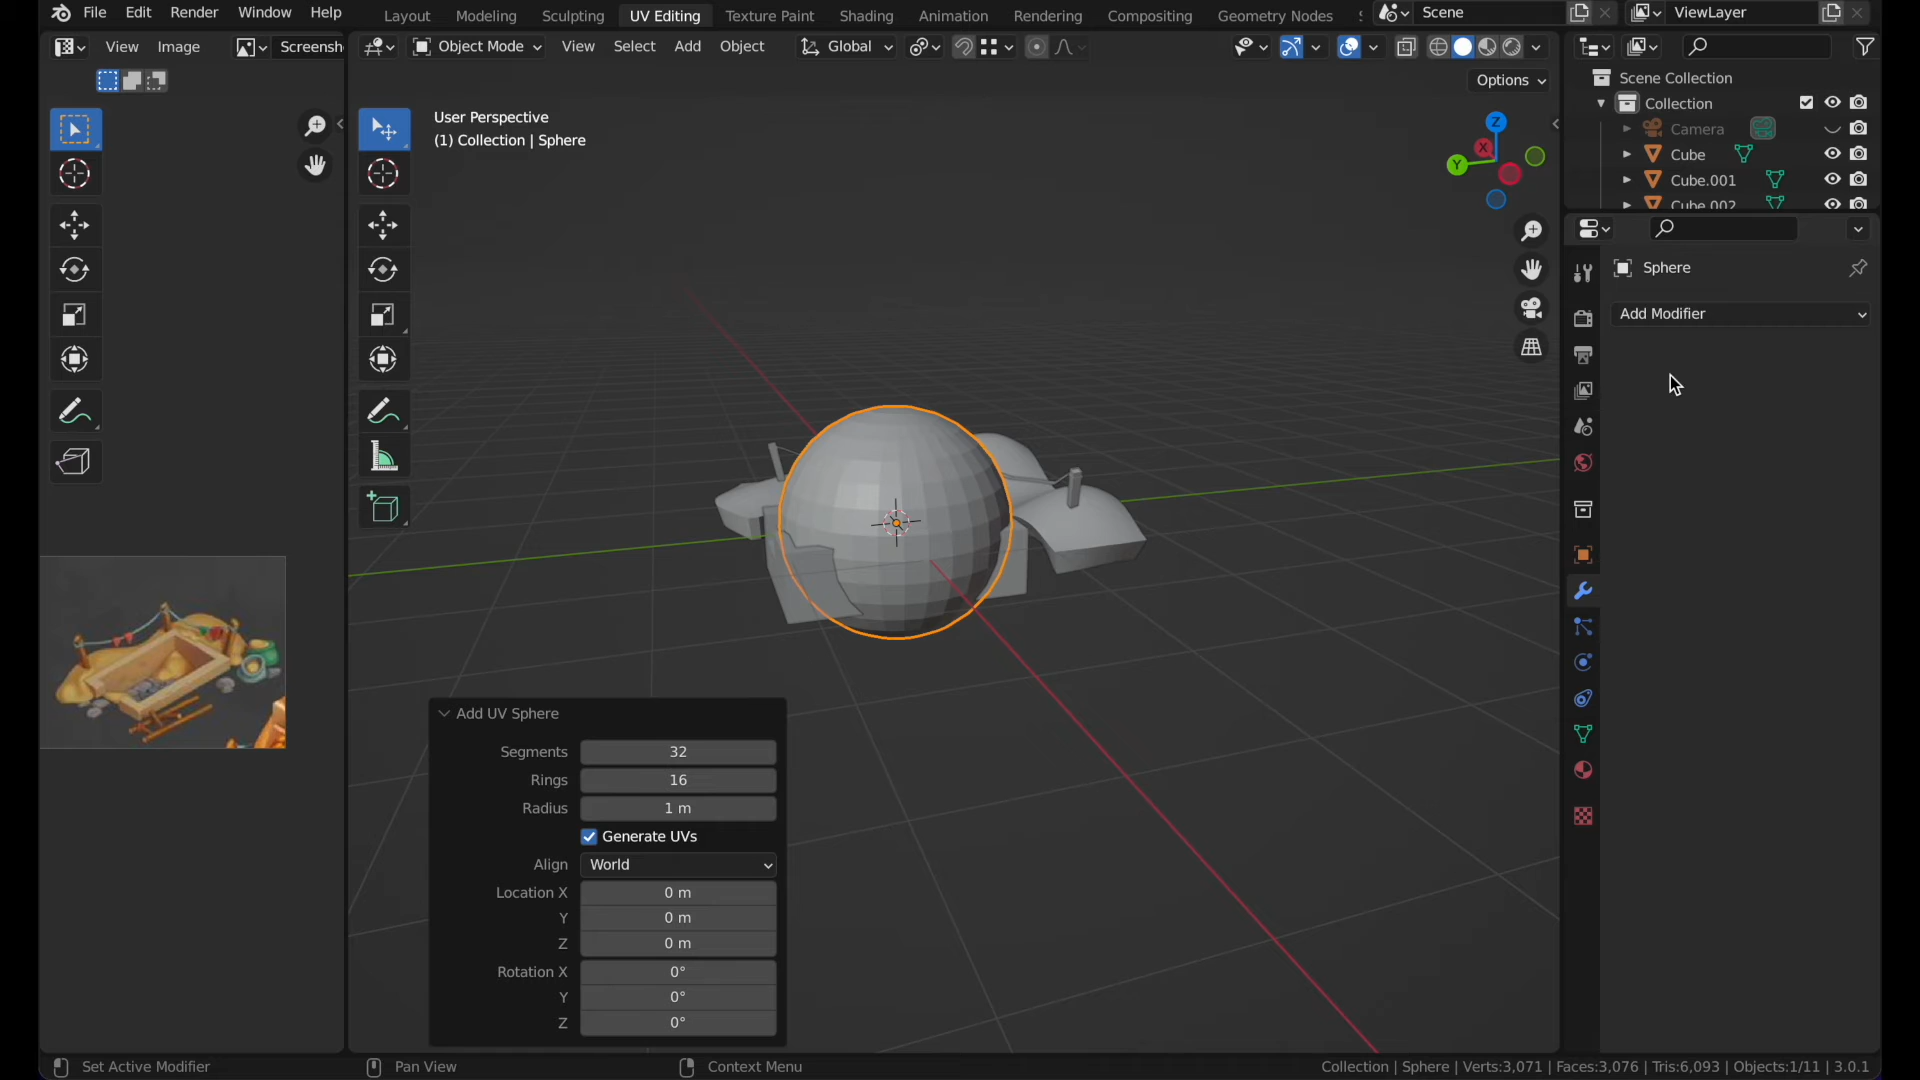 File Edit Render Window Help Layout Modeling Sculpting UV Editing Texture Paint Shading Animation Rendering Compositing Geometry Nodes Scene ViewLayer
View Image Screensh Object Mode View Select Add Object Global
Options
User Perspective
(1) Collection | Sphere
Z
X
Y
Scene Collection
Collection
Camera
Cube
Cube.001
Cube.002
Sphere
Add Modifier
Add UV Sphere
Segments 32
Rings 16
Radius 1 m
Generate UVs
Align World
Location X 0 m
Y 0 m
Z 0 m
Rotation X 0°
Y 0°
Z 0°
Set Active Modifier Pan View Context Menu Collection | Sphere | Verts:3,071 | Faces:3,076 | Tris:6,093 | Objects:1/11 | 3.0.1